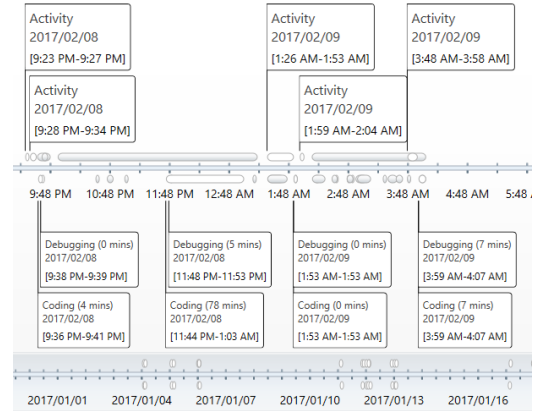 Activity
2017/02/08
[9:23 PM-9:27 PM]
Activity
2017/02/09
[1:26 AM-1:53 AM]
Activity
2017/02/09
[3:48 AM-3:58 AM]
Activity
2017/02/08
[9:28 PM-9:34 PM]
Activity
2017/02/09
[1:59 AM-2:04 AM]
9:48 PM 10:48 PM 11:48 PM 12:48 AM 1:48 AM 2:48 AM 3:48 AM 4:48 AM 5:48
Debugging (0 mins)
2017/02/08
[9:38 PM-9:39 PM]
Debugging (5 mins)
2017/02/08
[11:48 PM-11:53 PM]
Debugging (0 mins)
2017/02/09
[1:53 AM-1:53 AM]
Debugging (7 mins)
2017/02/09
[3:59 AM-4:07 AM]
Coding (4 mins)
2017/02/08
[9:36 PM-9:41 PM]
Coding (78 mins)
2017/02/08
[11:44 PM-1:03 AM]
Coding (0 mins)
2017/02/09
[1:53 AM-1:53 AM]
Coding (7 mins)
2017/02/09
[3:59 AM-4:07 AM]
2017/01/01 2017/01/04 2017/01/07 2017/01/10 2017/01/13 2017/01/16